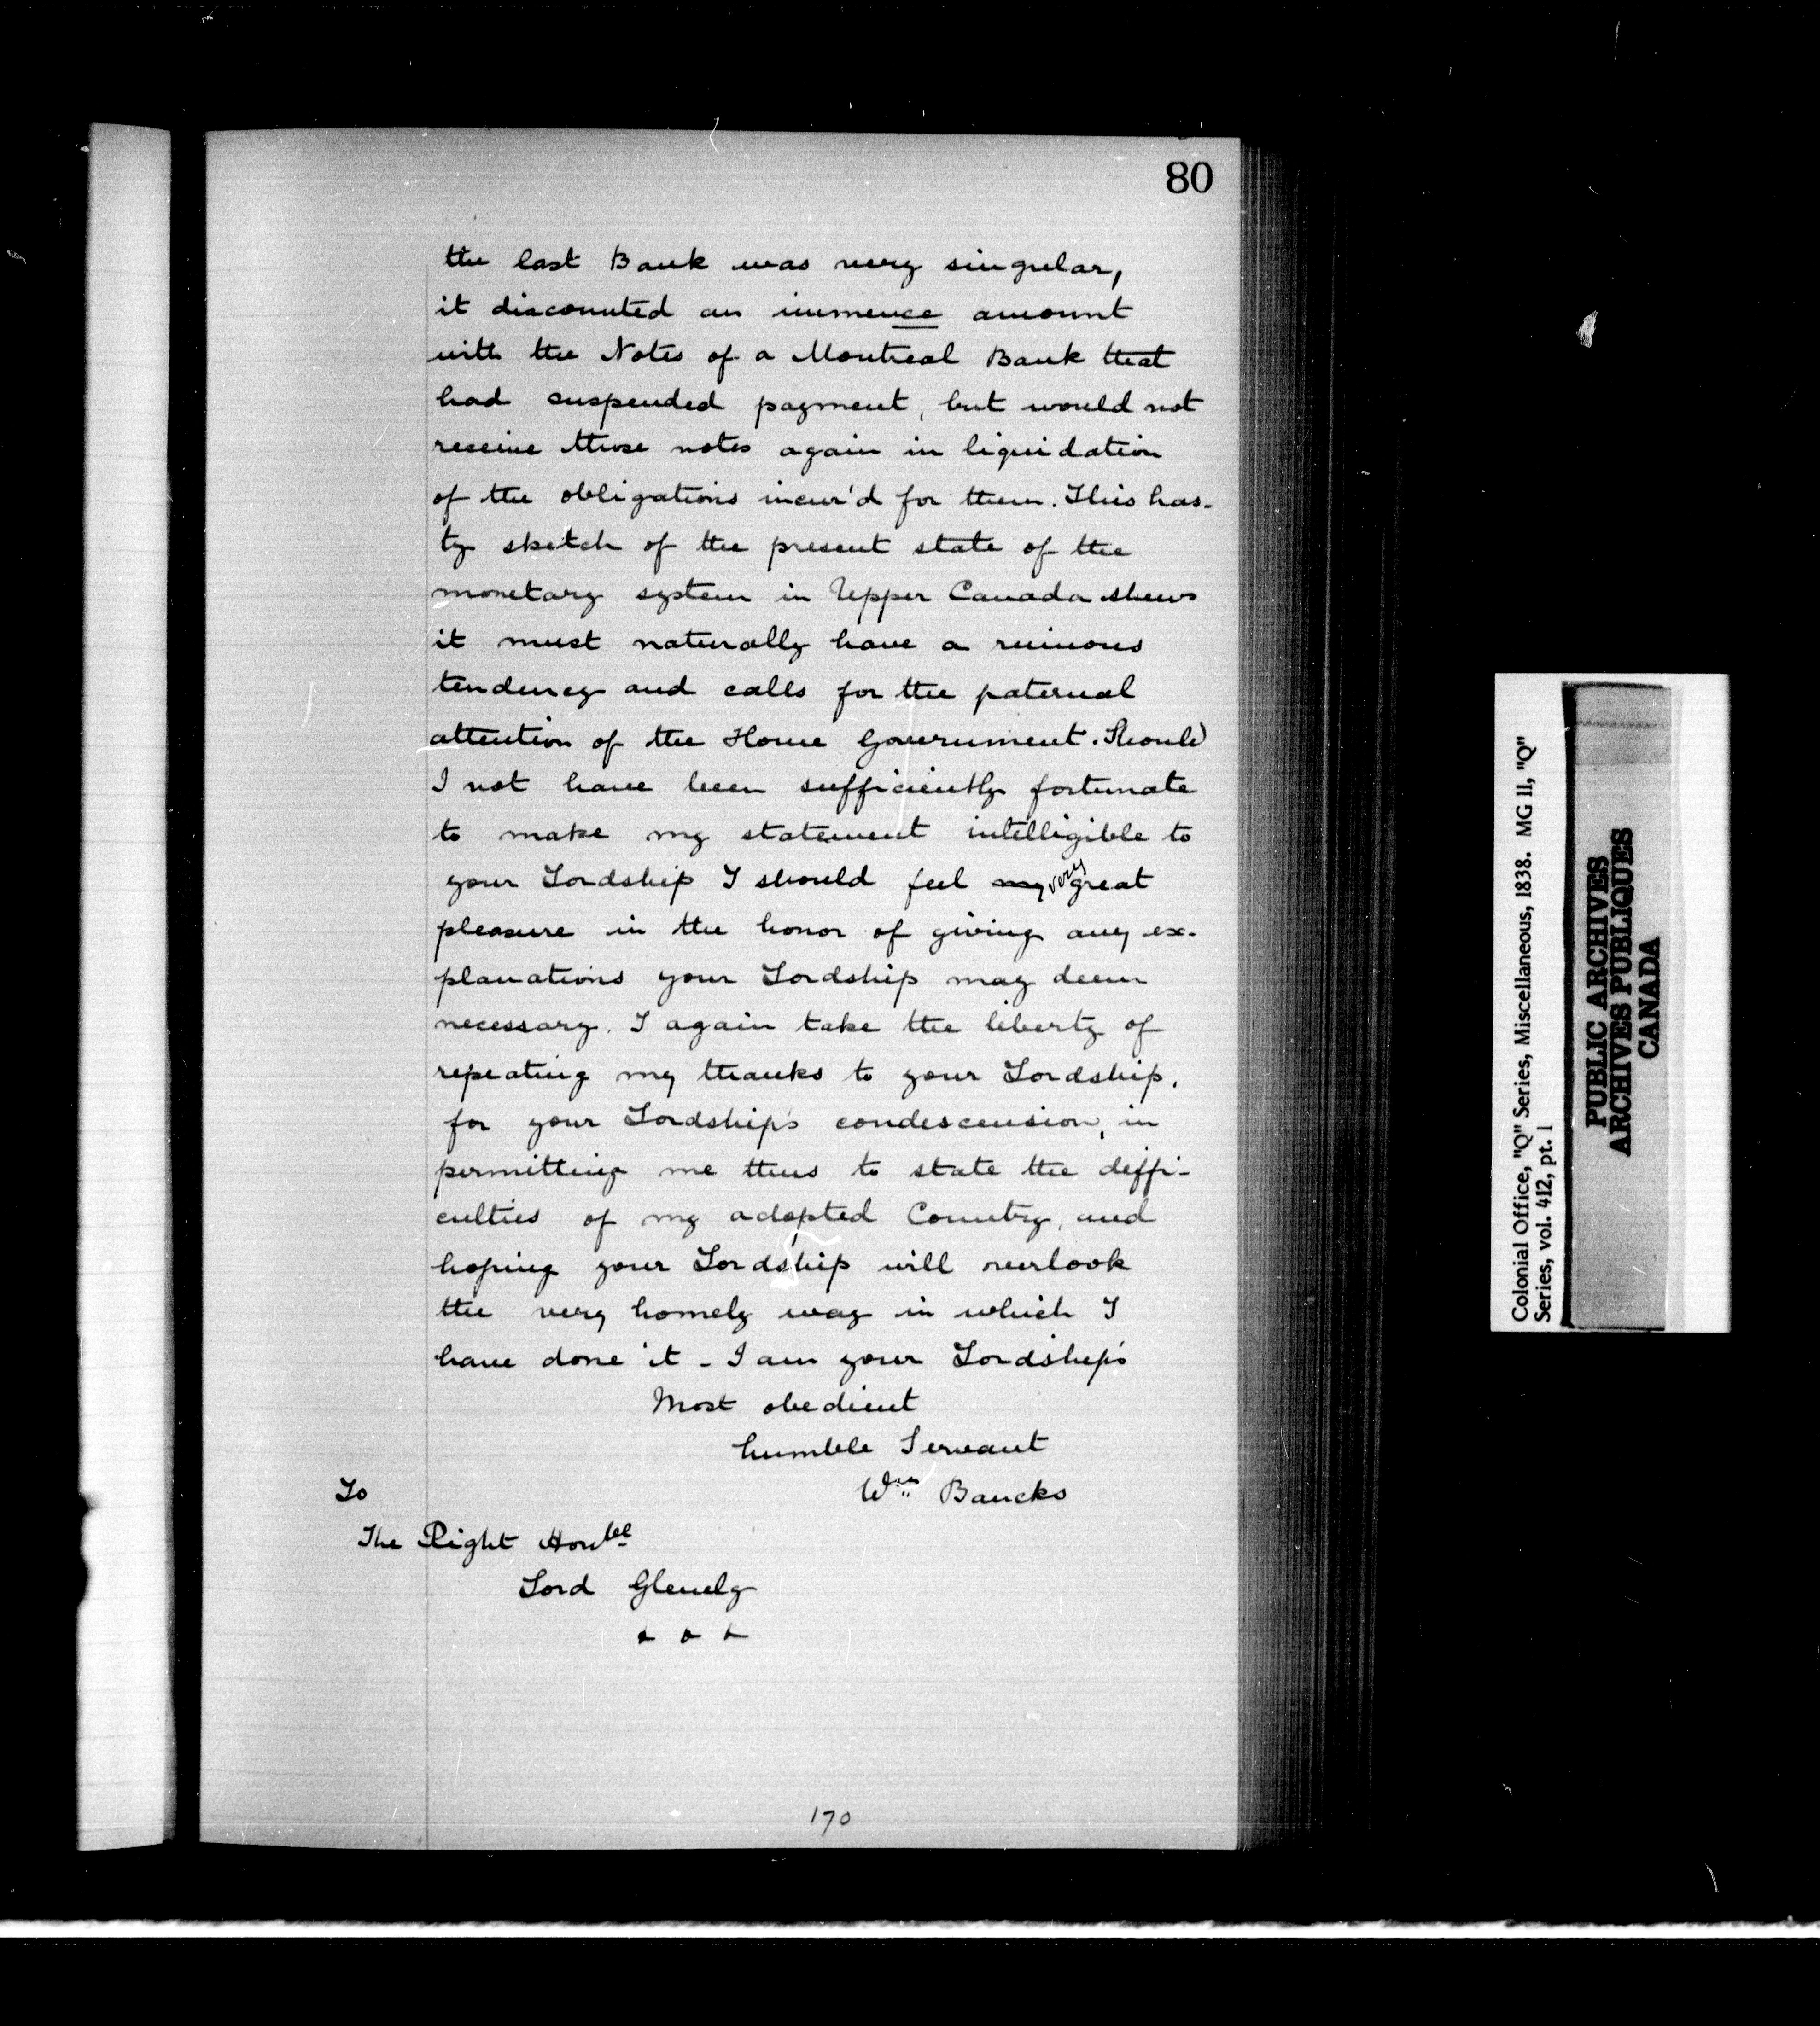 80
the last Bank was very singular,
it discounted an immence amount
with the Notes of a Montreal Bank that
had suspended payment, but would not
receive those notes again in liquidation
of the obligations incur'd for them. This has-
ty sketch of the present state of the
monetary system in Upper Canada shews
it must naturally have a ruinous
tendency and calls for the paternal
attention of the Home Government. Should
I not have been sufficiently fortunate
to make my statement intelligible to
your Lordship I should feel my very great
pleasure in the honor of giving any ex-
planations your Lordship may deem
necessary. I again take the liberty of
repeating my thanks to your Lordship,
for your Lordship's condescension, in
permitting me thus to state the diffi-
culties of my adopted Country, and
hoping your Lordship will overlook
the very homely way in which I
have done it - I am your Lordship's
Most obedient
humble Servant
Wm Bancks
To
The Right Honble
Lord Glenelg
170
Colonial Office, "Q" Series, Miscellaneous, 1838. MG 11, "Q"
Series, vol. 412, pt. 1
PUBLIC ARCHIVES
ARCHIVES PUBLIQUES
CANADA